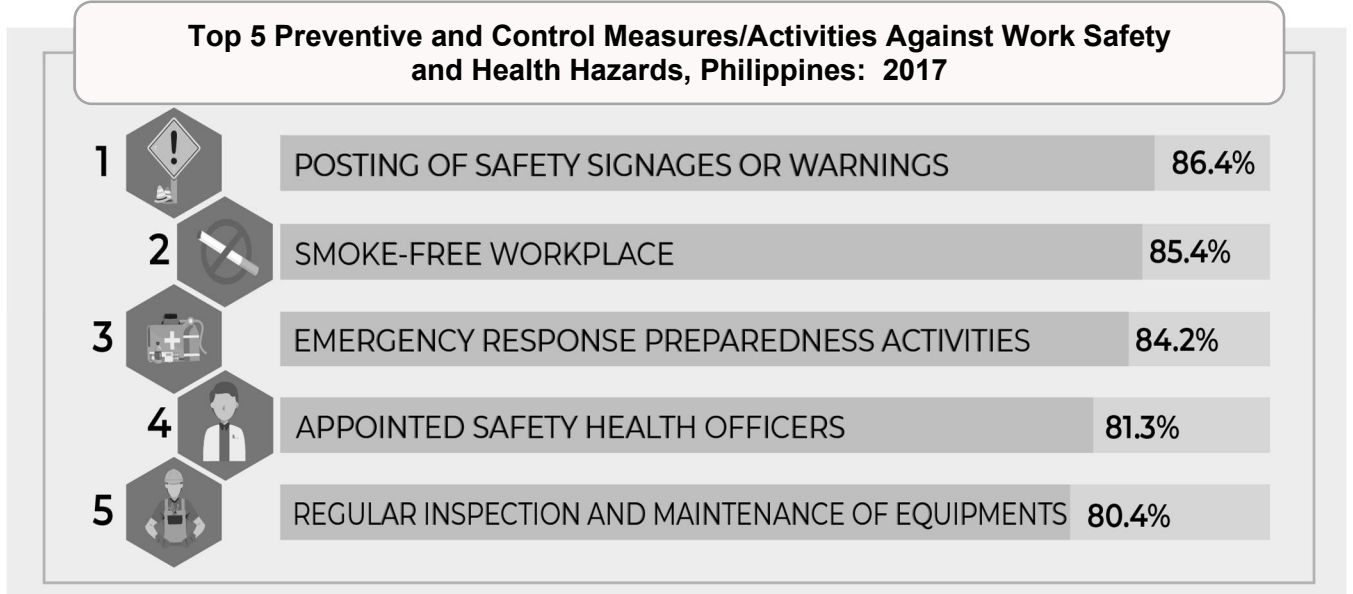 Top 5 Preventive and Control Measures/Activities Against Work Safety
and Health Hazards, Philippines: 2017
1 POSTING OF SAFETY SIGNAGES OR WARNINGS 86.4%
2 SMOKE-FREE WORKPLACE 85.4%
3 EMERGENCY RESPONSE PREPAREDNESS ACTIVITIES 84.2%
4 APPOINTED SAFETY HEALTH OFFICERS 81.3%
5 REGULAR INSPECTION AND MAINTENANCE OF EQUIPMENTS 80.4%